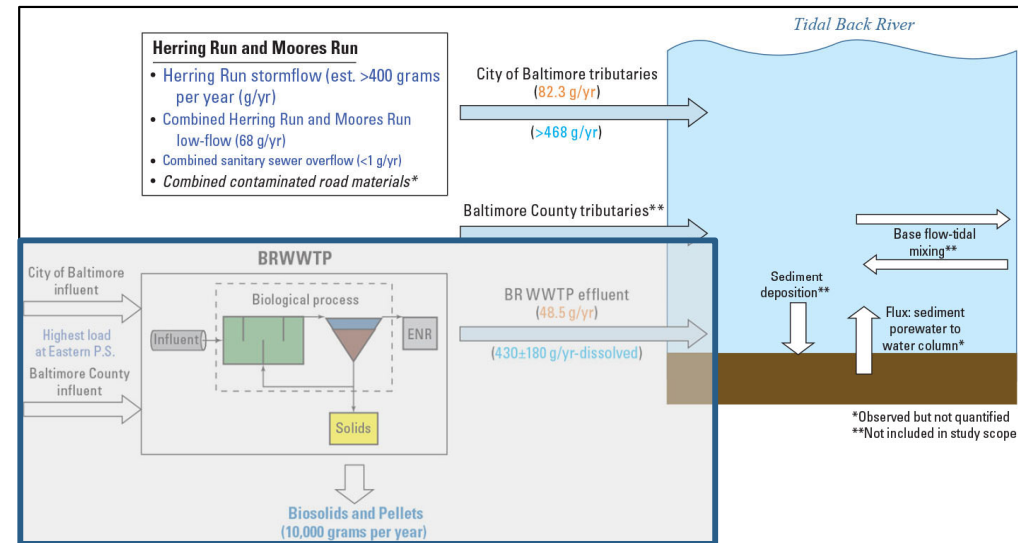 Tidal Back River
Herring Run and Moores Run
• Herring Run stormflow (est. >400 grams
per year (g/yr)
• Combined Herring Run and Moores Run
low-flow (68 g/yr)
• Combined sanitary sewer overflow (<1 g/yr)
• Combined contaminated road materials*
City of Baltimore tributaries
(82.3 g/yr)
(>468 g/yr)
Baltimore County tributaries**
Base flow-tidal
mixing**
Sediment
deposition**
Flux: sediment
porewater to
water column*
BRWWTP
City of Baltimore
influent
Highest load
at Eastern P.S.
Baltimore County
influent
Biological process
Influent
ENR
Solids
BR WWTP effluent
(48.5 g/yr)
(430±180 g/yr-dissolved)
Biosolids and Pellets
(10,000 grams per year)
*Observed but not quantified
**Not included in study scope